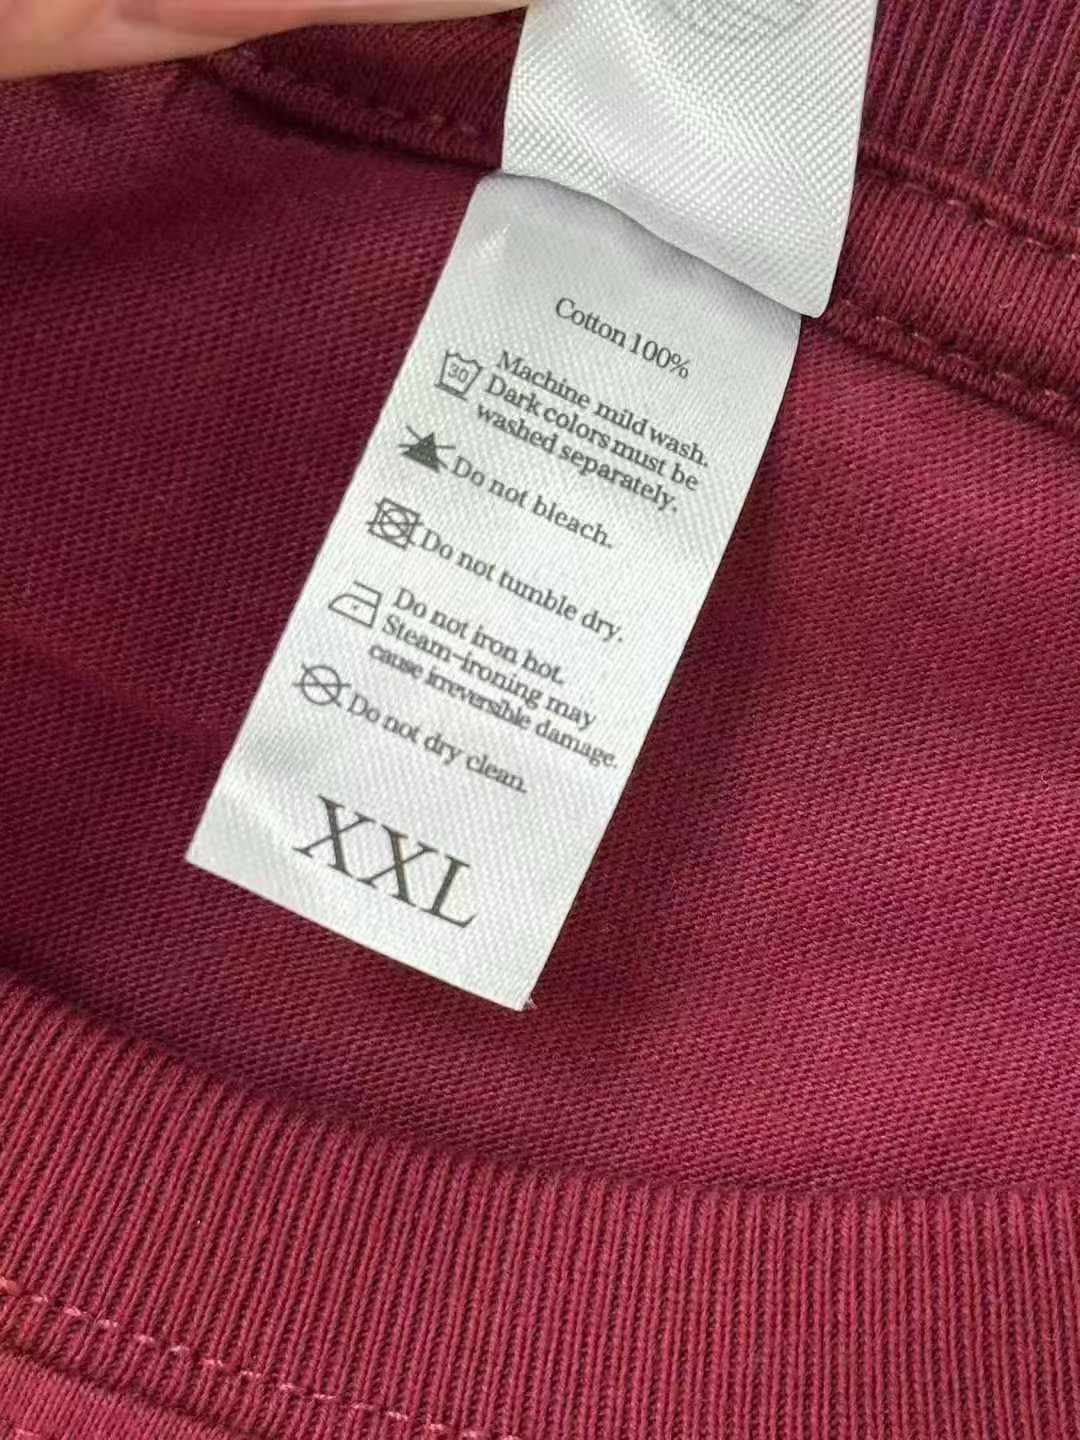 Cotton 100%
30
Machine mild wash.
Dark colors must be
washed separately.
Do not bleach.
Do not tumble dry.
Do not iron hot.
Steam-ironing may
cause irreversible damage.
Do not dry clean.
XXL